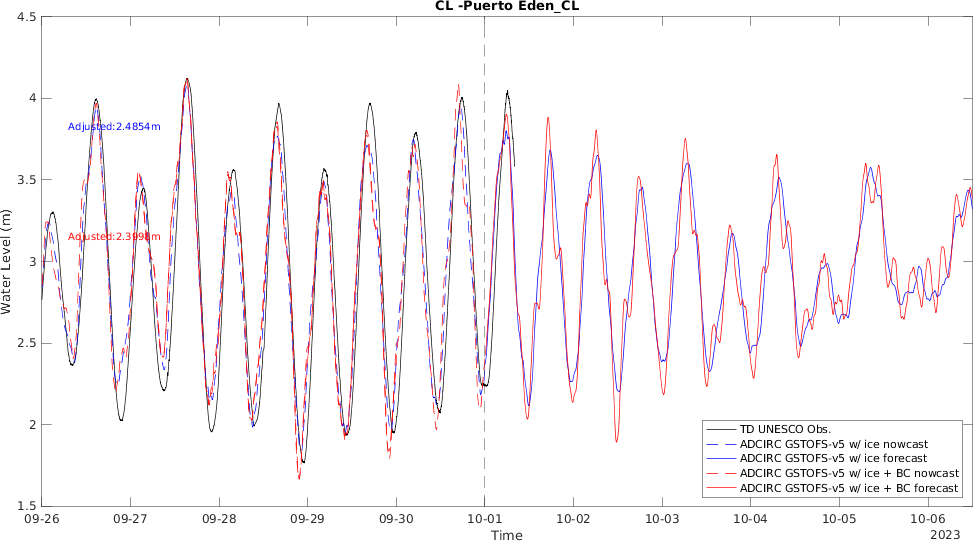 CL -Puerto Eden_CL
4.5
4
3.5
3
2.5
2
1.5
Water Level (m)
Adjusted:2.4854m
Adjusted:2.3998m
TD UNESCO Obs.
ADCIRC GSTOFS-v5 w/ ice nowcast
ADCIRC GSTOFS-v5 w/ ice forecast
ADCIRC GSTOFS-v5 w/ ice + BC nowcast
ADCIRC GSTOFS-v5 w/ ice + BC forecast
09-26 09-27 09-28 09-29 09-30 10-01 10-02 10-03 10-04 10-05 10-06
Time
2023